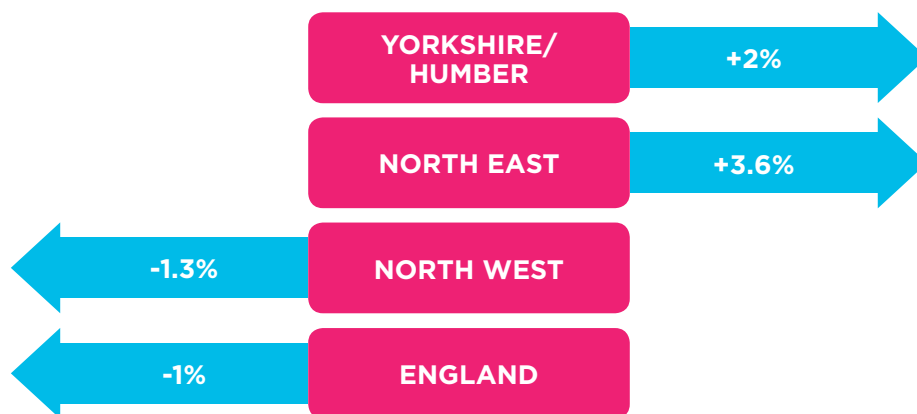 YORKSHIRE/
HUMBER
+2%
NORTH EAST
+3.6%
-1.3%
NORTH WEST
-1%
ENGLAND